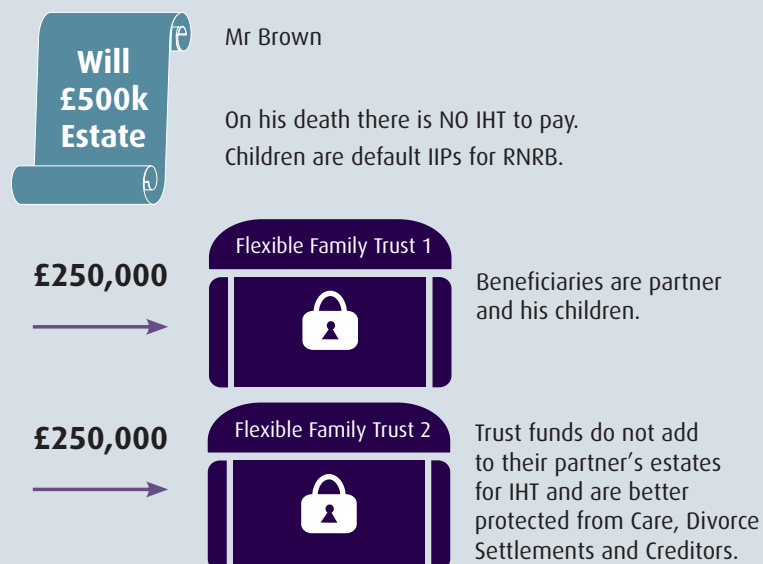 Will
£500k
Estate
Mr Brown
On his death there is NO IHT to pay.
Children are default IIPs for RNRB.
£250,000
Flexible Family Trust 1
Beneficiaries are partner
and his children.
£250,000
Flexible Family Trust 2
Trust funds do not add
to their partner's estates
for IHT and are better
protected from Care, Divorce
Settlements and Creditors.